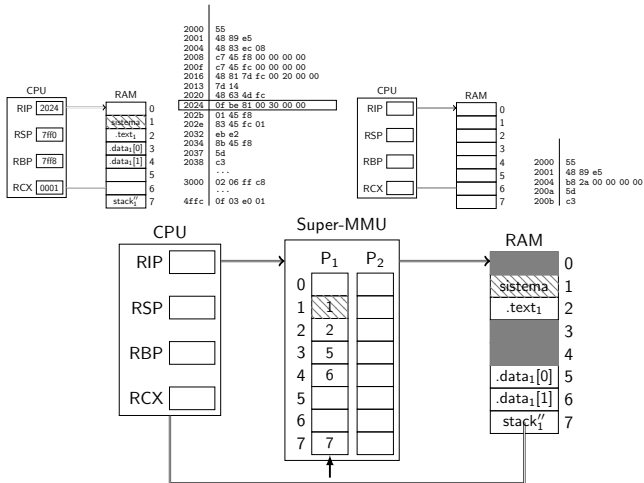 2000 55
2001 48 89 e5
2004 48 83 ec 08
2008 c7 45 f8 00 00 00 00
200f c7 45 fc 00 00 00 00
2016 48 81 7d fc 00 20 00 00
2013 7d 14
2020 48 63 4d fc
2024 0f be 81 00 30 00 00
202b 01 45 f8
202e 83 45 fc 01
2032 eb e2
2034 8b 45 f8
2037 5d
2038 c3
...
3000 02 06 ff c8
...
4ffc 0f 03 e0 01
CPU
RIP 2024
RSP 7ff0
RBP 7ff8
RCX 0001
RAM
0
sistema 1
.text₁ 2
.data₁[0] 3
.data₁[1] 4
5
6
stack₁″ 7
CPU
RIP
RSP
RBP
RCX
RAM
0
1
2
3
4
5
6
7
2000 55
2001 48 89 e5
2004 b8 2a 00 00 00 00
200a 5d
200b c3
CPU
RIP
RSP
RBP
RCX
Super-MMU
P₁ P₂
0
1 1
2 2
3 5
4 6
5
6
7 7
RAM
0
sistema 1
.text₁ 2
3
4
.data₁[0] 5
.data₁[1] 6
stack₁″ 7